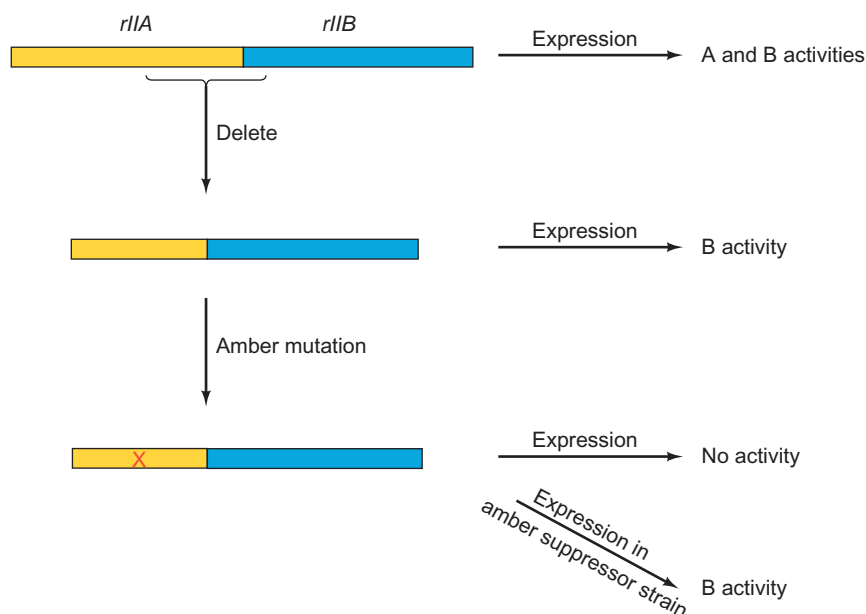 rIIA
rIIB
Expression
A and B activities
Delete
Expression
B activity
Amber mutation
X
Expression
No activity
Expression in
amber suppressor strain
B activity